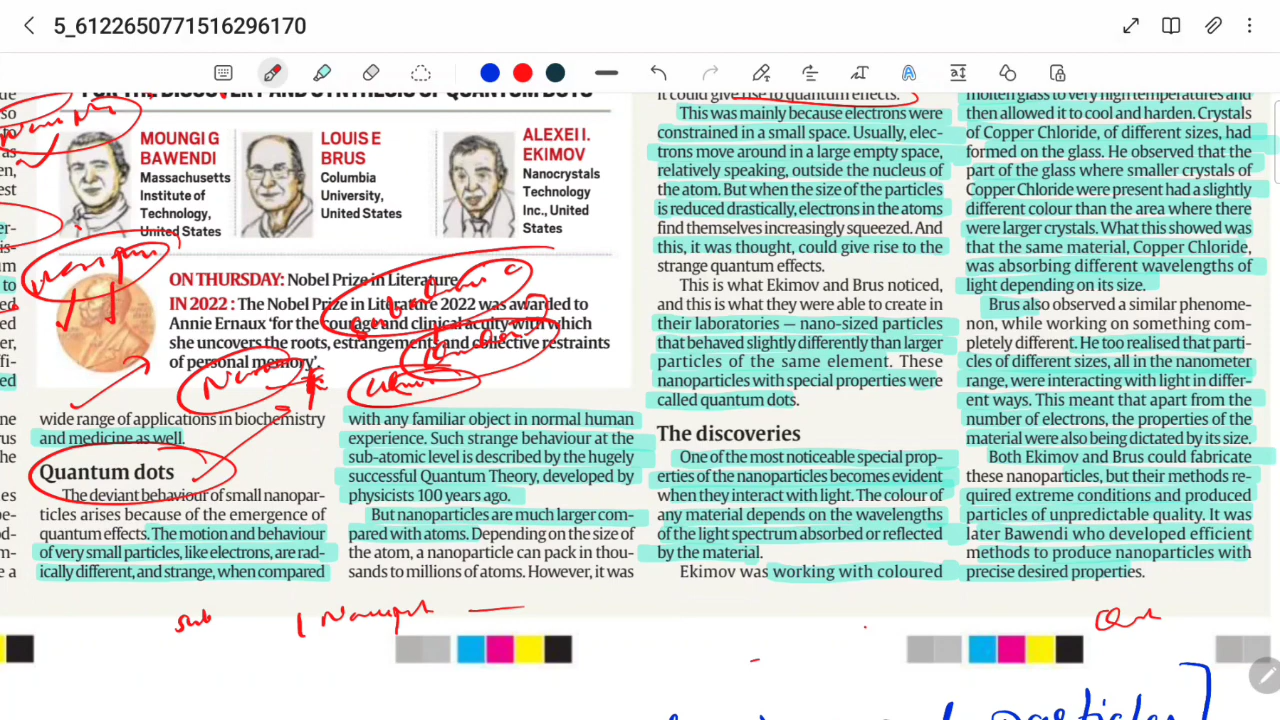 5_6122650771516296170
FOR THE DISCOVERY AND SYNTHESIS OF QUANTUM DOTS
MOUNGI G
BAWENDI
Massachusetts
Institute of
Technology,
United States
LOUIS E
BRUS
Columbia
University,
United States
ALEXEI I.
EKIMOV
Nanocrystals
Technology
Inc., United
States
ON THURSDAY: Nobel Prize in Literature
IN 2022 : The Nobel Prize in Literature 2022 was awarded to
Annie Ernaux ‘for the courage and clinical acuity with which
she uncovers the roots, estrangements and collective restraints
of personal memory’.
wide range of applications in biochemistry
and medicine as well.
Quantum dots
The deviant behaviour of small nanopar-
ticles arises because of the emergence of
quantum effects. The motion and behaviour
of very small particles, like electrons, are rad-
ically different, and strange, when compared
with any familiar object in normal human
experience. Such strange behaviour at the
sub-atomic level is described by the hugely
successful Quantum Theory, developed by
physicists 100 years ago.
But nanoparticles are much larger com-
pared with atoms. Depending on the size of
the atom, a nanoparticle can pack in thou-
sands to millions of atoms. However, it was
it could give rise to quantum effects.
This was mainly because electrons were
constrained in a small space. Usually, elec-
trons move around in a large empty space,
relatively speaking, outside the nucleus of
the atom. But when the size of the particles
is reduced drastically, electrons in the atoms
find themselves increasingly squeezed. And
this, it was thought, could give rise to the
strange quantum effects.
This is what Ekimov and Brus noticed,
and this is what they were able to create in
their laboratories — nano-sized particles
that behaved slightly differently than larger
particles of the same element. These
nanoparticles with special properties were
called quantum dots.
The discoveries
One of the most noticeable special prop-
erties of the nanoparticles becomes evident
when they interact with light. The colour of
any material depends on the wavelengths
of the light spectrum absorbed or reflected
by the material.
Ekimov was working with coloured
molten glass to very high temperatures and
then allowed it to cool and harden. Crystals
of Copper Chloride, of different sizes, had
formed on the glass. He observed that the
part of the glass where smaller crystals of
Copper Chloride were present had a slightly
different colour than the area where there
were larger crystals. What this showed was
that the same material, Copper Chloride,
was absorbing different wavelengths of
light depending on its size.
Brus also observed a similar phenome-
non, while working on something com-
pletely different. He too realised that parti-
cles of different sizes, all in the nanometer
range, were interacting with light in differ-
ent ways. This meant that apart from the
number of electrons, the properties of the
material were also being dictated by its size.
Both Ekimov and Brus could fabricate
these nanoparticles, but their methods re-
quired extreme conditions and produced
particles of unpredictable quality. It was
later Bawendi who developed efficient
methods to produce nanoparticles with
precise desired properties.
sub
particles]